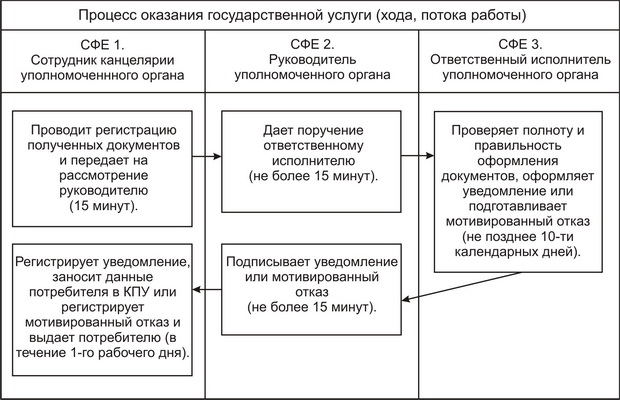 Процесс оказания государственной услуги (хода, потока работы)
СФЕ 1.
Сотрудник канцелярии
уполномоченнного органа
СФЕ 2.
Руководитель
уполномоченного органа
СФЕ 3.
Ответственный исполнитель
уполномоченного органа
Проводит регистрацию
полученных документов
и передает на
рассмотрение
руководителю
(15 минут).
Дает поручение
ответственному
исполнителю
(не более 15 минут).
Проверяет полноту и
правильность
оформления
документов, оформляет
уведомление или
подготавливает
мотивированный отказ
(не позднее 10-ти
календарных дней).
Подписывает уведомление
или мотивированный
отказ
(не более 15 минут).
Регистрирует уведомление,
заносит данные
потребителя в КПУ или
регистрирует
мотивированный отказ и
выдает потребителю (в
течение 1-го рабочего дня).